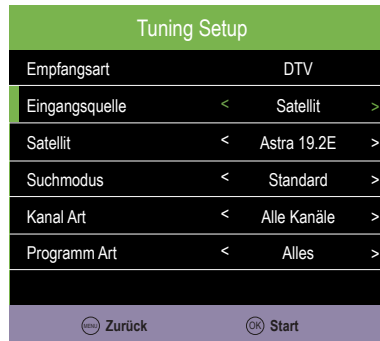 Tuning Setup
Empfangsart DTV
Eingangsquelle < Satellit >
Satellit < Astra 19.2E >
Suchmodus < Standard >
Kanal Art < Alle Kanäle >
Programm Art < Alles >
MENU Zurück OK Start